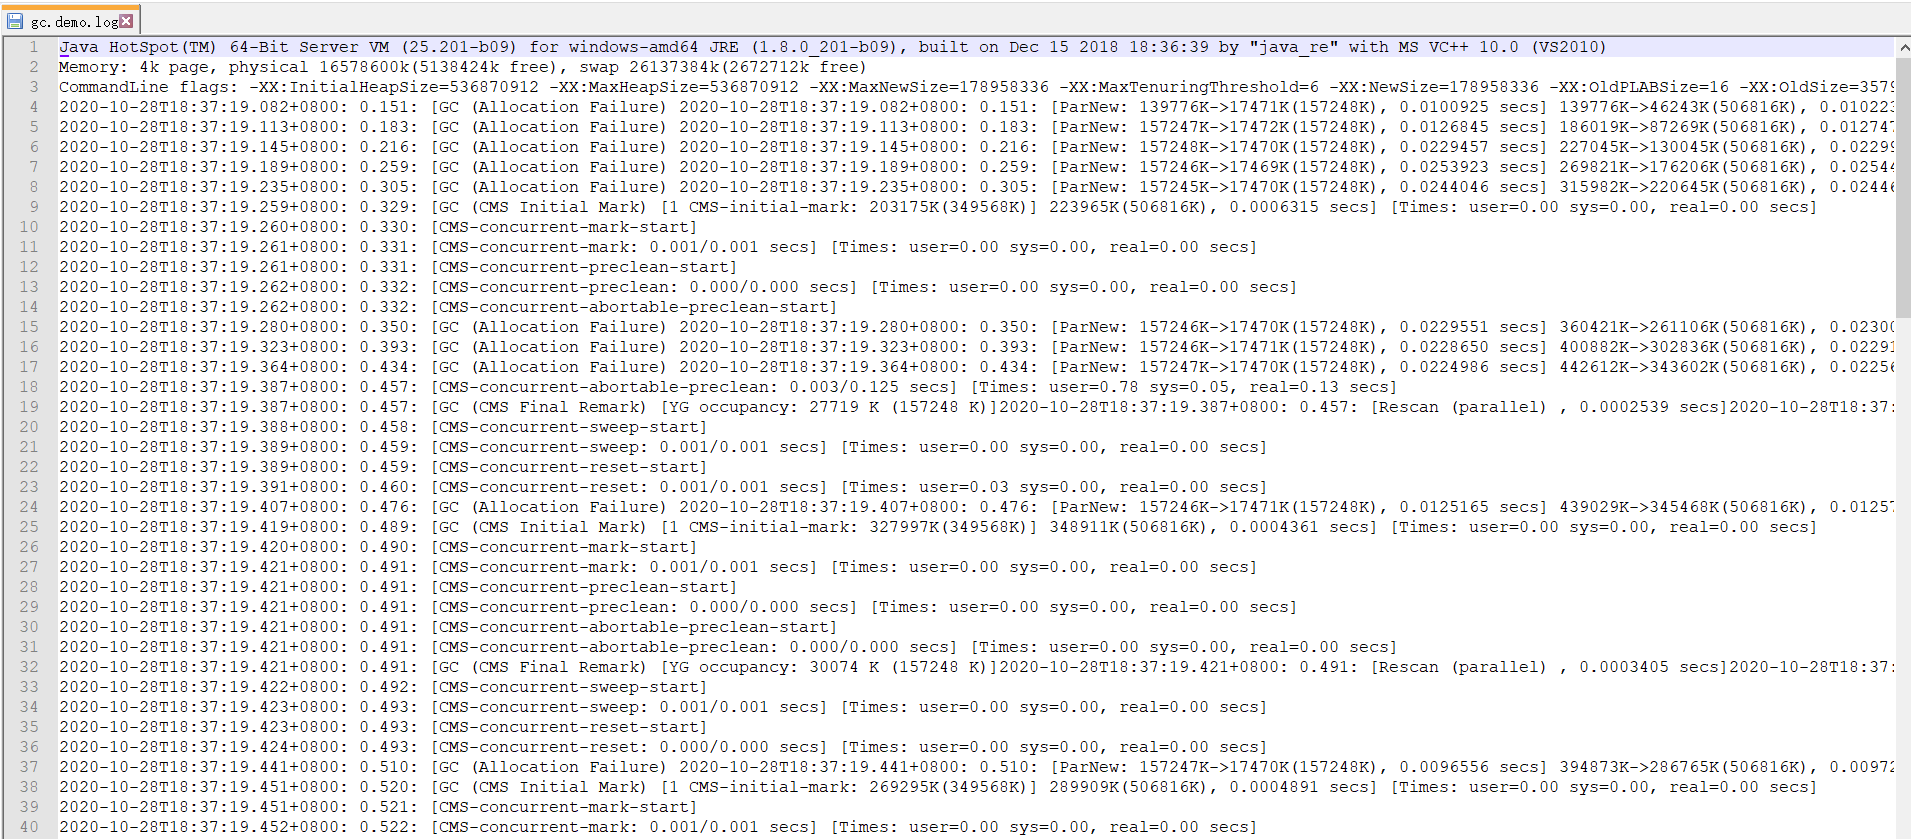 gc.demo.log
1 Java HotSpot(TM) 64-Bit Server VM (25.201-b09) for windows-amd64 JRE (1.8.0_201-b09), built on Dec 15 2018 18:36:39 by "java_re" with MS VC++ 10.0 (VS2010)
2 Memory: 4k page, physical 16578600k(5138424k free), swap 26137384k(2672712k free)
3 CommandLine flags: -XX:InitialHeapSize=536870912 -XX:MaxHeapSize=536870912 -XX:MaxNewSize=178958336 -XX:MaxTenuringThreshold=6 -XX:NewSize=178958336 -XX:OldPLABSize=16 -XX:OldSize=3579
4 2020-10-28T18:37:19.082+0800: 0.151: [GC (Allocation Failure) 2020-10-28T18:37:19.082+0800: 0.151: [ParNew: 139776K->17471K(157248K), 0.0100925 secs] 139776K->46243K(506816K), 0.010223
5 2020-10-28T18:37:19.113+0800: 0.183: [GC (Allocation Failure) 2020-10-28T18:37:19.113+0800: 0.183: [ParNew: 157247K->17472K(157248K), 0.0126845 secs] 186019K->87269K(506816K), 0.012747
6 2020-10-28T18:37:19.145+0800: 0.216: [GC (Allocation Failure) 2020-10-28T18:37:19.145+0800: 0.216: [ParNew: 157248K->17470K(157248K), 0.0229457 secs] 227045K->130045K(506816K), 0.0229
7 2020-10-28T18:37:19.189+0800: 0.259: [GC (Allocation Failure) 2020-10-28T18:37:19.189+0800: 0.259: [ParNew: 157246K->17469K(157248K), 0.0253923 secs] 269821K->176206K(506816K), 0.0254
8 2020-10-28T18:37:19.235+0800: 0.305: [GC (Allocation Failure) 2020-10-28T18:37:19.235+0800: 0.305: [ParNew: 157245K->17470K(157248K), 0.0244046 secs] 315982K->220645K(506816K), 0.0244
9 2020-10-28T18:37:19.259+0800: 0.329: [GC (CMS Initial Mark) [1 CMS-initial-mark: 203175K(349568K)] 223965K(506816K), 0.0006315 secs] [Times: user=0.00 sys=0.00, real=0.00 secs]
10 2020-10-28T18:37:19.260+0800: 0.330: [CMS-concurrent-mark-start]
11 2020-10-28T18:37:19.261+0800: 0.331: [CMS-concurrent-mark: 0.001/0.001 secs] [Times: user=0.00 sys=0.00, real=0.00 secs]
12 2020-10-28T18:37:19.261+0800: 0.331: [CMS-concurrent-preclean-start]
13 2020-10-28T18:37:19.262+0800: 0.332: [CMS-concurrent-preclean: 0.000/0.000 secs] [Times: user=0.00 sys=0.00, real=0.00 secs]
14 2020-10-28T18:37:19.262+0800: 0.332: [CMS-concurrent-abortable-preclean-start]
15 2020-10-28T18:37:19.280+0800: 0.350: [GC (Allocation Failure) 2020-10-28T18:37:19.280+0800: 0.350: [ParNew: 157246K->17470K(157248K), 0.0229551 secs] 360421K->261106K(506816K), 0.0230
16 2020-10-28T18:37:19.323+0800: 0.393: [GC (Allocation Failure) 2020-10-28T18:37:19.323+0800: 0.393: [ParNew: 157246K->17471K(157248K), 0.0228650 secs] 400882K->302836K(506816K), 0.0229
17 2020-10-28T18:37:19.364+0800: 0.434: [GC (Allocation Failure) 2020-10-28T18:37:19.364+0800: 0.434: [ParNew: 157247K->17470K(157248K), 0.0224986 secs] 442612K->343602K(506816K), 0.0225
18 2020-10-28T18:37:19.387+0800: 0.457: [CMS-concurrent-abortable-preclean: 0.003/0.125 secs] [Times: user=0.78 sys=0.05, real=0.13 secs]
19 2020-10-28T18:37:19.387+0800: 0.457: [GC (CMS Final Remark) [YG occupancy: 27719 K (157248 K)]2020-10-28T18:37:19.387+0800: 0.457: [Rescan (parallel) , 0.0002539 secs]2020-10-28T18:37:
20 2020-10-28T18:37:19.388+0800: 0.458: [CMS-concurrent-sweep-start]
21 2020-10-28T18:37:19.389+0800: 0.459: [CMS-concurrent-sweep: 0.001/0.001 secs] [Times: user=0.00 sys=0.00, real=0.00 secs]
22 2020-10-28T18:37:19.389+0800: 0.459: [CMS-concurrent-reset-start]
23 2020-10-28T18:37:19.391+0800: 0.460: [CMS-concurrent-reset: 0.001/0.001 secs] [Times: user=0.03 sys=0.00, real=0.00 secs]
24 2020-10-28T18:37:19.407+0800: 0.476: [GC (Allocation Failure) 2020-10-28T18:37:19.407+0800: 0.476: [ParNew: 157246K->17471K(157248K), 0.0125165 secs] 439029K->345468K(506816K), 0.0125
25 2020-10-28T18:37:19.419+0800: 0.489: [GC (CMS Initial Mark) [1 CMS-initial-mark: 327997K(349568K)] 348911K(506816K), 0.0004361 secs] [Times: user=0.00 sys=0.00, real=0.00 secs]
26 2020-10-28T18:37:19.420+0800: 0.490: [CMS-concurrent-mark-start]
27 2020-10-28T18:37:19.421+0800: 0.491: [CMS-concurrent-mark: 0.001/0.001 secs] [Times: user=0.00 sys=0.00, real=0.00 secs]
28 2020-10-28T18:37:19.421+0800: 0.491: [CMS-concurrent-preclean-start]
29 2020-10-28T18:37:19.421+0800: 0.491: [CMS-concurrent-preclean: 0.000/0.000 secs] [Times: user=0.00 sys=0.00, real=0.00 secs]
30 2020-10-28T18:37:19.421+0800: 0.491: [CMS-concurrent-abortable-preclean-start]
31 2020-10-28T18:37:19.421+0800: 0.491: [CMS-concurrent-abortable-preclean: 0.000/0.000 secs] [Times: user=0.00 sys=0.00, real=0.00 secs]
32 2020-10-28T18:37:19.421+0800: 0.491: [GC (CMS Final Remark) [YG occupancy: 30074 K (157248 K)]2020-10-28T18:37:19.421+0800: 0.491: [Rescan (parallel) , 0.0003405 secs]2020-10-28T18:37:
33 2020-10-28T18:37:19.422+0800: 0.492: [CMS-concurrent-sweep-start]
34 2020-10-28T18:37:19.423+0800: 0.493: [CMS-concurrent-sweep: 0.001/0.001 secs] [Times: user=0.00 sys=0.00, real=0.00 secs]
35 2020-10-28T18:37:19.423+0800: 0.493: [CMS-concurrent-reset-start]
36 2020-10-28T18:37:19.424+0800: 0.493: [CMS-concurrent-reset: 0.000/0.000 secs] [Times: user=0.00 sys=0.00, real=0.00 secs]
37 2020-10-28T18:37:19.441+0800: 0.510: [GC (Allocation Failure) 2020-10-28T18:37:19.441+0800: 0.510: [ParNew: 157247K->17470K(157248K), 0.0096556 secs] 394873K->286765K(506816K), 0.0097
38 2020-10-28T18:37:19.451+0800: 0.520: [GC (CMS Initial Mark) [1 CMS-initial-mark: 269295K(349568K)] 289909K(506816K), 0.0004891 secs] [Times: user=0.00 sys=0.00, real=0.00 secs]
39 2020-10-28T18:37:19.451+0800: 0.521: [CMS-concurrent-mark-start]
40 2020-10-28T18:37:19.452+0800: 0.522: [CMS-concurrent-mark: 0.001/0.001 secs] [Times: user=0.00 sys=0.00, real=0.00 secs]